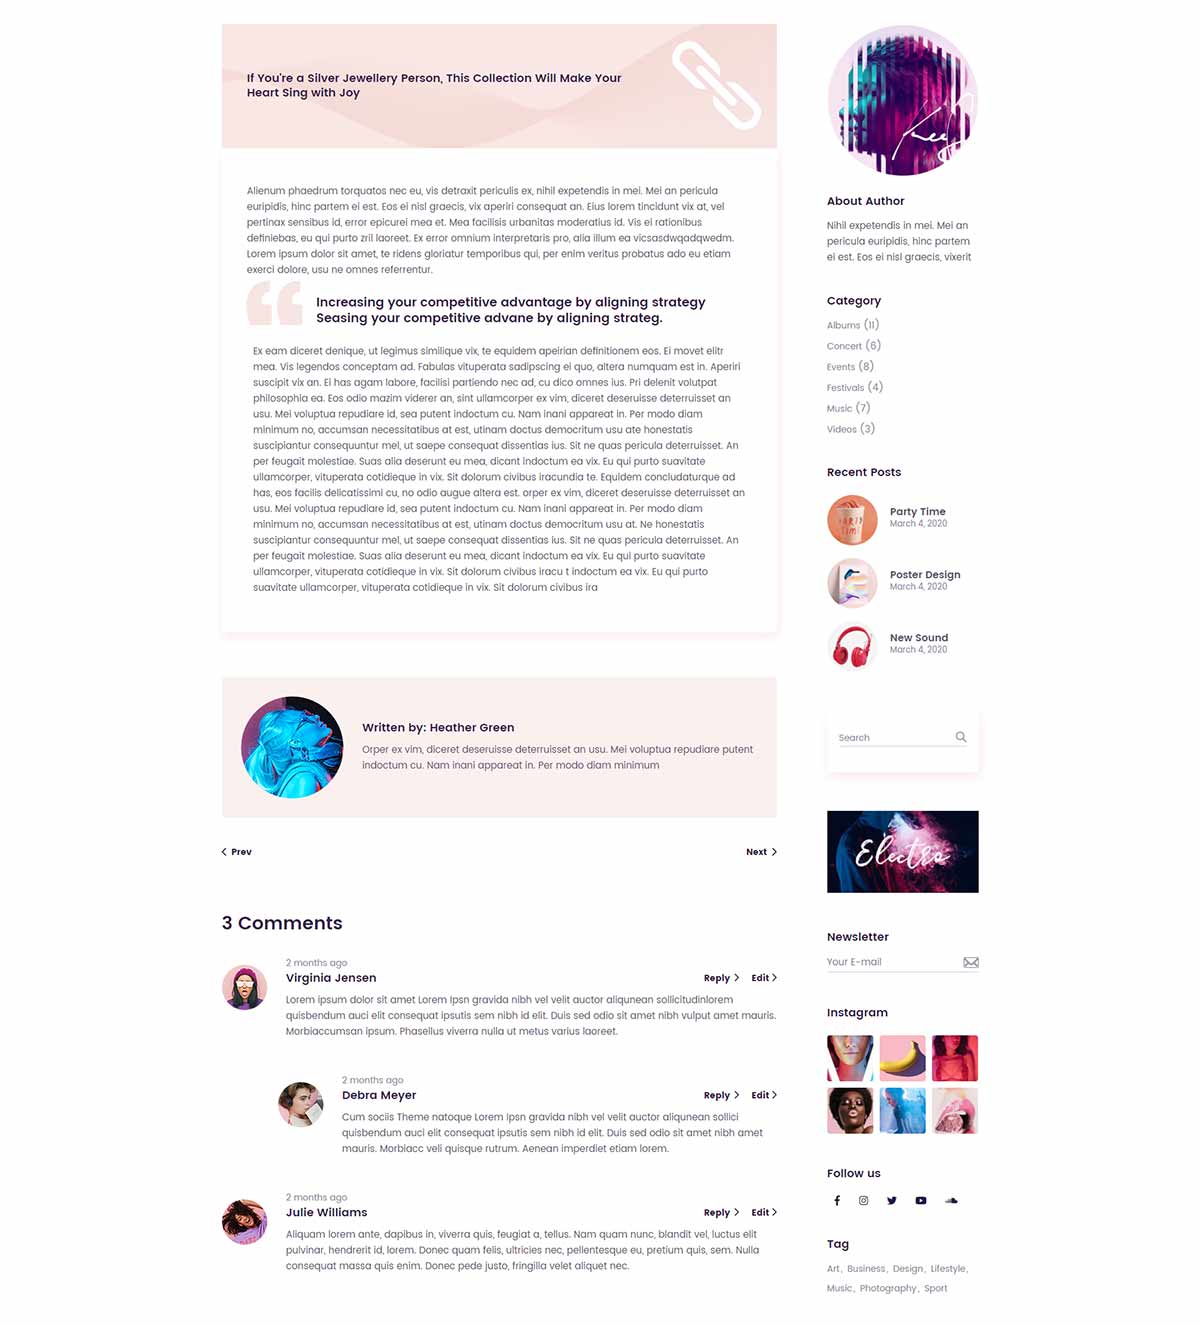 If You're a Silver Jewellery Person, This Collection Will Make Your
Heart Sing with Joy
Alienum phaedrum torquatos nec eu, vis detraxit periculis ex, nihil expetendis in mei. Mei an pericula
euripidis, hinc partem ei est. Eos ei nisl graecis, vix aperiri consequat an. Eius lorem tincidunt vix at, vel
pertinax sensibus id, error epicurei mea et. Mea facilisis urbanitas moderatius id. Vis ei rationibus
definiebas, eu qui purto zril laoreet. Ex error omnium interpretaris pro, alia illum ea vicsasdwqadqwedm.
Lorem ipsum dolor sit amet, te ridens gloriatur temporibus qui, per enim veritus probatus ado eu etiam
exerci dolore, usu ne omnes referrentur.
Increasing your competitive advantage by aligning strategy
Seasing your competitive advane by aligning strateg.
Ex eam diceret denique, ut legimus similique vix, te equidem apeirian definitionem eos. Ei movet elitr
mea. Vis legendos conceptam ad. Fabulas vituperata sadipscing ei quo, altera numquam est in. Aperiri
suscipit vix an. Ei has agam labore, facilisi partiendo nec ad, cu dico omnes ius. Pri delenit volutpat
philosophia ea. Eos odio mazim viderer an, sint ullamcorper ex vim, diceret deseruisse deterruisset an
usu. Mei voluptua repudiare id, sea putent indoctum cu. Nam inani appareat in. Per modo diam
minimum no, accumsan necessitatibus at est, utinam doctus democritum usu ate honestatis
suscipiantur consequuntur mel, ut saepe consequat dissentias ius. Sit ne quas pericula deterruisset. An
per feugait molestiae. Suas alia deserunt eu mea, dicant indoctum ea vix. Eu qui purto suavitate
ullamcorper, vituperata cotidieque in vix. Sit dolorum civibus iracundia te. Equidem concludaturque ad
has, eos facilis delicatissimi cu, no odio augue altera est. orper ex vim, diceret deseruisse deterruisset an
usu. Mei voluptua repudiare id, sea putent indoctum cu. Nam inani appareat in. Per modo diam
minimum no, accumsan necessitatibus at est, utinam doctus democritum usu at. Ne honestatis
suscipiantur consequuntur mel, ut saepe consequat dissentias ius. Sit ne quas pericula deterruisset. An
per feugait molestiae. Suas alia deserunt eu mea, dicant indoctum ea vix. Eu qui purto suavitate
ullamcorper, vituperata cotidieque in vix. Sit dolorum civibus iracu t indoctum ea vix. Eu qui purto
suavitate ullamcorper, vituperata cotidieque in vix. Sit dolorum civibus ira
Written by: Heather Green
Orper ex vim, diceret deseruisse deterruisset an usu. Mei voluptua repudiare putent
indoctum cu. Nam inani appareat in. Per modo diam minimum
Prev
Next
3 Comments
2 months ago
Virginia Jensen
Reply
Edit
Lorem ipsum dolor sit amet Lorem Ipsn gravida nibh vel velit auctor aliqunean sollicitudinlorem
quisbendum auci elit consequat ipsutis sem nibh id elit. Duis sed odio sit amet nibh vulput amet mauris.
Morbiaccumsan ipsum. Phasellus viverra nulla ut metus varius laoreet.
2 months ago
Debra Meyer
Reply
Edit
Cum sociis Theme natoque Lorem Ipsn gravida nibh vel velit auctor aliqunean sollici
quisbendum auci elit consequat ipsutis sem nibh id elit. Duis sed odio sit amet nibh amet
mauris. Morbiacc veli quisque rutrum. Aenean imperdiet etiam lorem.
2 months ago
Julie Williams
Reply
Edit
Aliquam lorem ante, dapibus in, viverra quis, feugiat a, tellus. Nam quam nunc, blandit vel, luctus elit
pulvinar, hendrerit id, lorem. Donec quam felis, ultricies nec, pellentesque eu, pretium quis, sem. Nulla
consequat massa quis enim. Donec pede justo, fringilla velet aliquet nec.
About Author
Nihil expetendis in mei. Mei an
pericula euripidis, hinc partem
ei est. Eos ei nisl graecis, vixerit
Category
Albums (11)
Concert (6)
Events (8)
Festivals (4)
Music (7)
Videos (3)
Recent Posts
PARTY
TIME
Party Time
March 4, 2020
Poster Design
March 4, 2020
New Sound
March 4, 2020
Search
Electro
Newsletter
Your E-mail
Instagram
Follow us
Tag
Art, Business, Design, Lifestyle,
Music, Photography, Sport